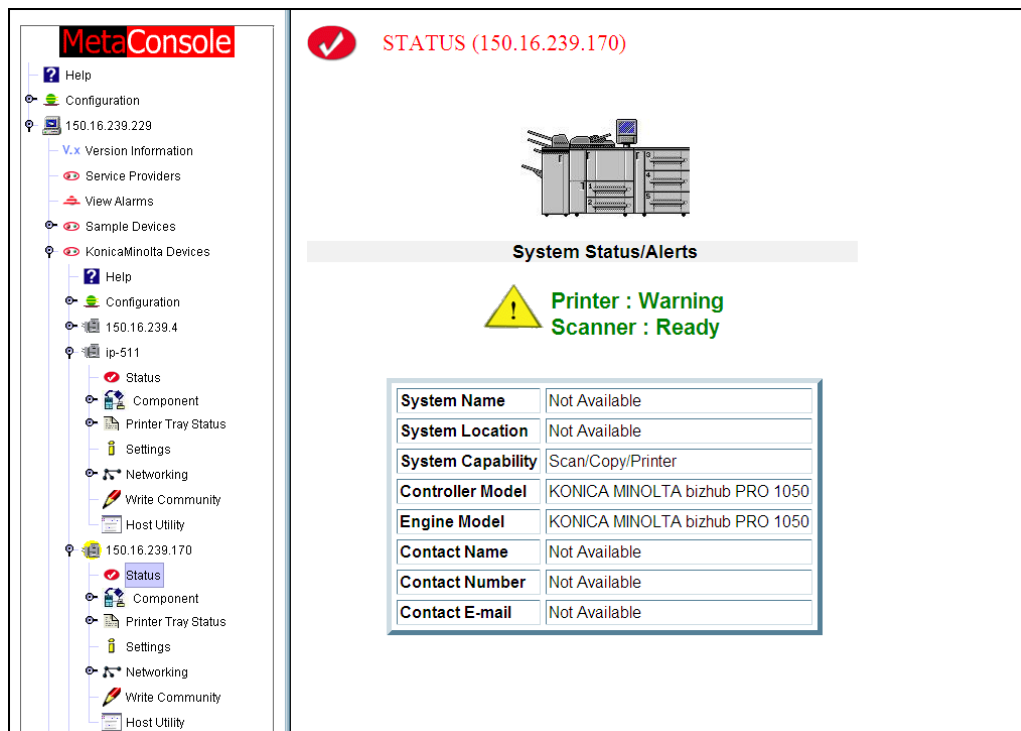 MetaConsole
Help
Configuration
150.16.239.229
V.x Version Information
Service Providers
View Alarms
Sample Devices
KonicaMinolta Devices
Help
Configuration
150.16.239.4
ip-511
Status
Component
Printer Tray Status
Settings
Networking
Write Community
Host Utility
150.16.239.170
Status
Component
Printer Tray Status
Settings
Networking
Write Community
Host Utility
STATUS (150.16.239.170)
3
4
5
1
2
System Status/Alerts
Printer : Warning
Scanner : Ready
System Name Not Available
System Location Not Available
System Capability Scan/Copy/Printer
Controller Model KONICA MINOLTA bizhub PRO 1050
Engine Model KONICA MINOLTA bizhub PRO 1050
Contact Name Not Available
Contact Number Not Available
Contact E-mail Not Available